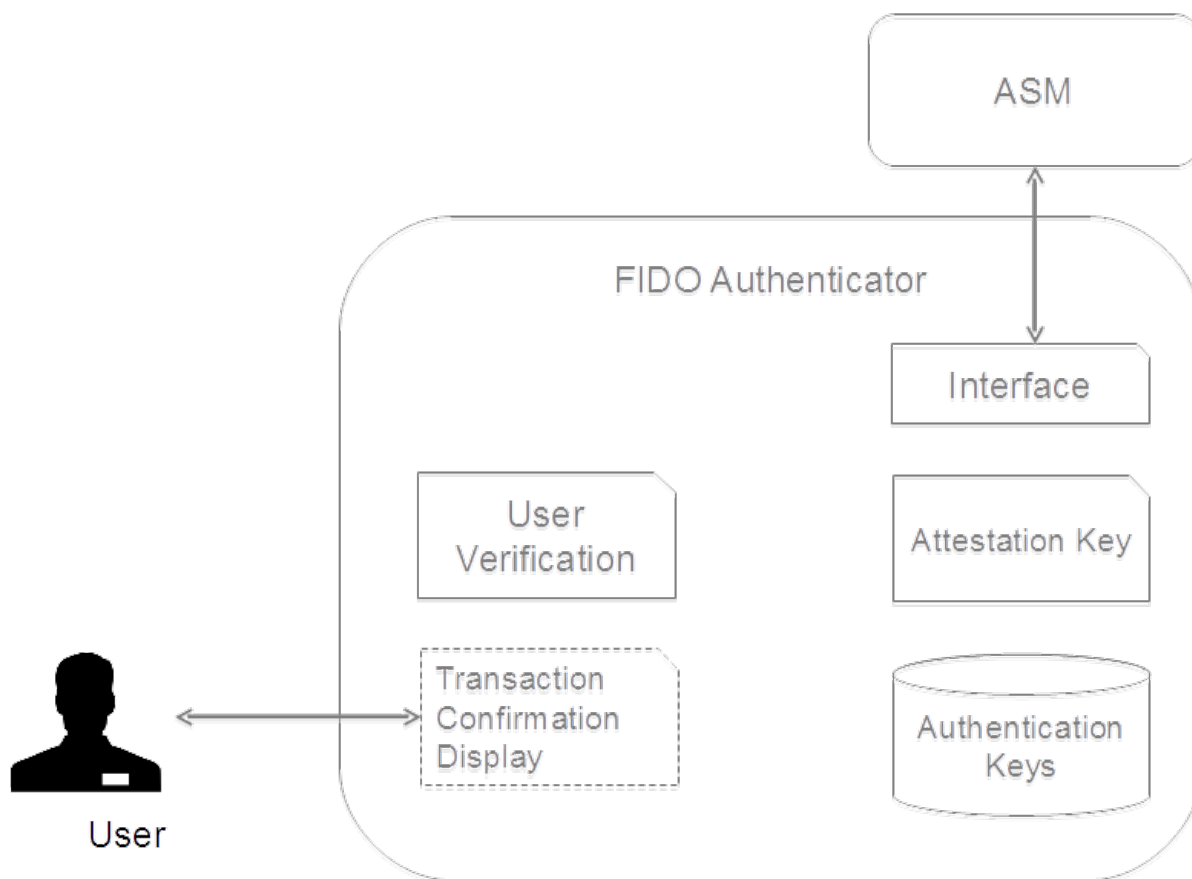 ASM
FIDO Authenticator
Interface
User
Verification
Attestation Key
Transaction
Confirmation
Display
Authentication
Keys
User